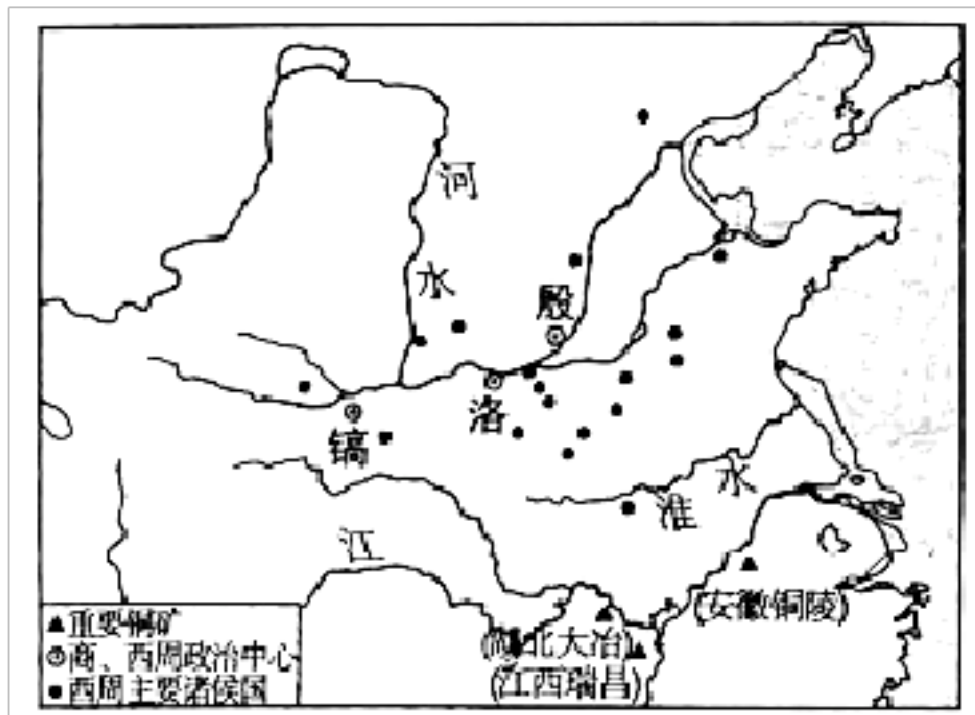 河
水
殷
洛
镐
水
淮
江
(安徽铜陵)
(湖北大冶)
(江西瑞昌)
重要铜矿
商、西周政治中心
西周主要诸侯国